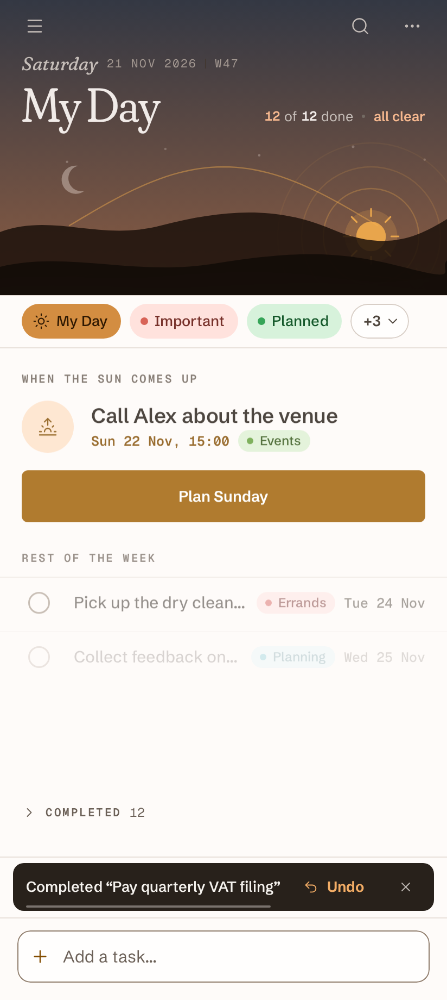 Saturday 21 NOV 2026 W47
My Day
12 of 12 done · all clear
My Day
Important
Planned
+3
WHEN THE SUN COMES UP
Call Alex about the venue
Sun 22 Nov, 15:00 Events
Plan Sunday
REST OF THE WEEK
Pick up the dry clean… Errands Tue 24 Nov
Collect feedback on… Planning Wed 25 Nov
COMPLETED 12
Completed “Pay quarterly VAT filing” Undo
Add a task…